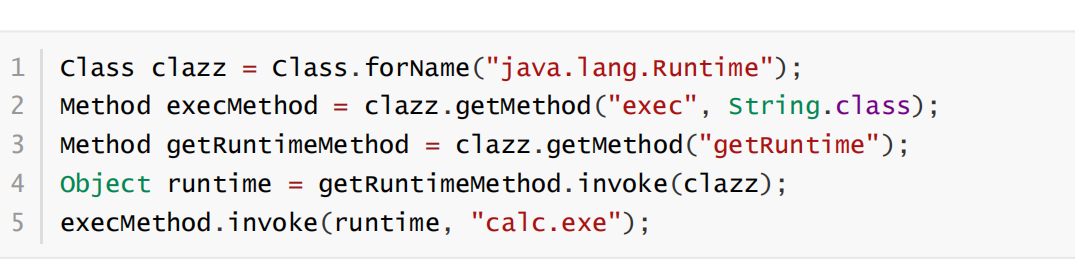 1 Class clazz = Class.forName("java.lang.Runtime");
2 Method execMethod = clazz.getMethod("exec", String.class);
3 Method getRuntimeMethod = clazz.getMethod("getRuntime");
4 Object runtime = getRuntimeMethod.invoke(clazz);
5 execMethod.invoke(runtime, "calc.exe");